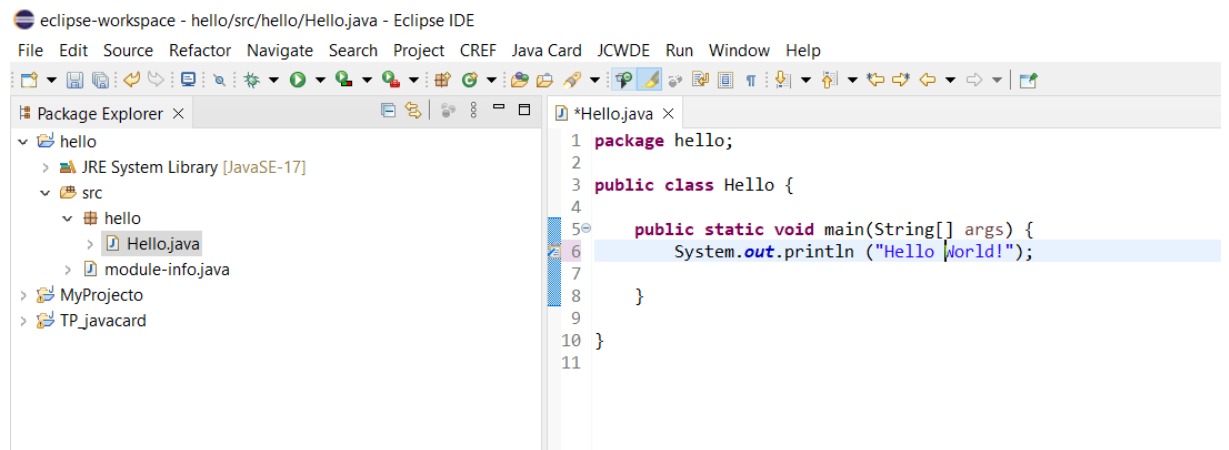 eclipse-workspace - hello/src/hello/Hello.java - Eclipse IDE
File Edit Source Refactor Navigate Search Project CREF Java Card JCWDE Run Window Help
Package Explorer
hello
JRE System Library [JavaSE-17]
src
hello
Hello.java
module-info.java
MyProjecto
TP_javacard
*Hello.java
1 package hello;
2
3 public class Hello {
4
5 public static void main(String[] args) {
6 System.out.println ("Hello World!");
7
8 }
9
10 }
11